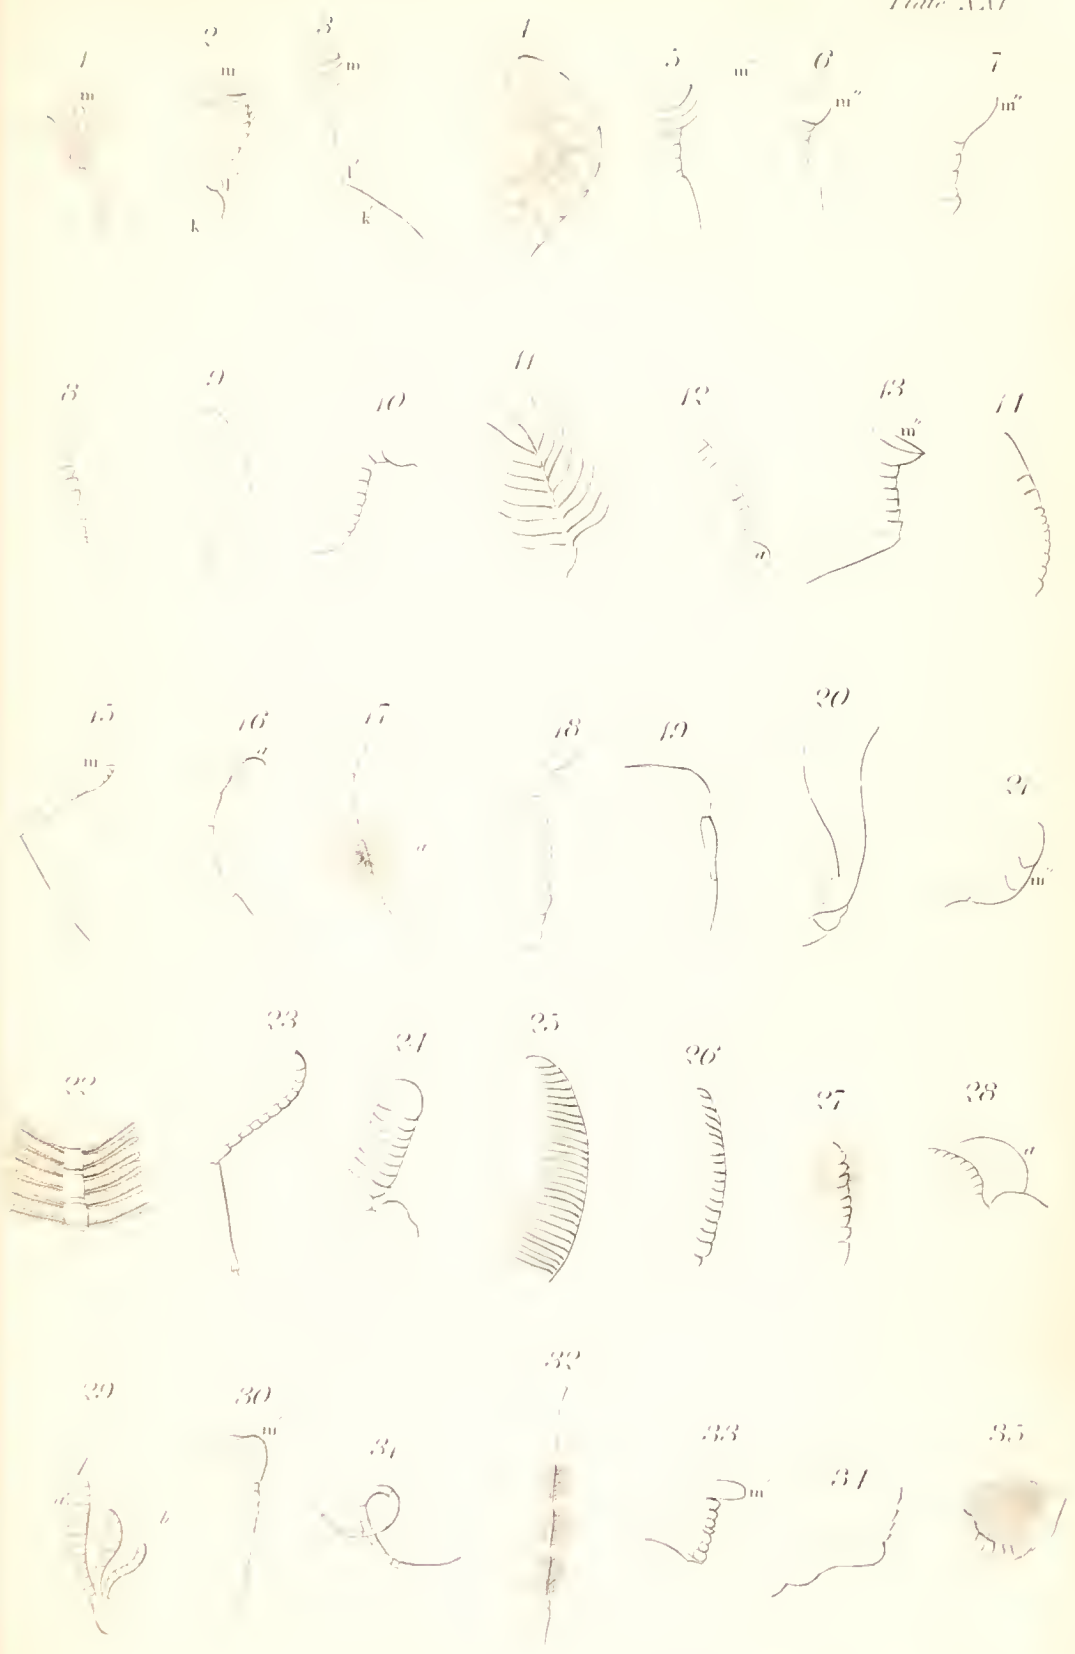 Plate XXI
1 2 3 4 5 6 7
m m m m m" m"
l l'
k k
8 9 10 11 12 13 14
m"
a
15 16 17 18 19 20 21
m a a m"
22 23 24 25 26 27 28
a
29 30 31 32 33 34 35
a b m m